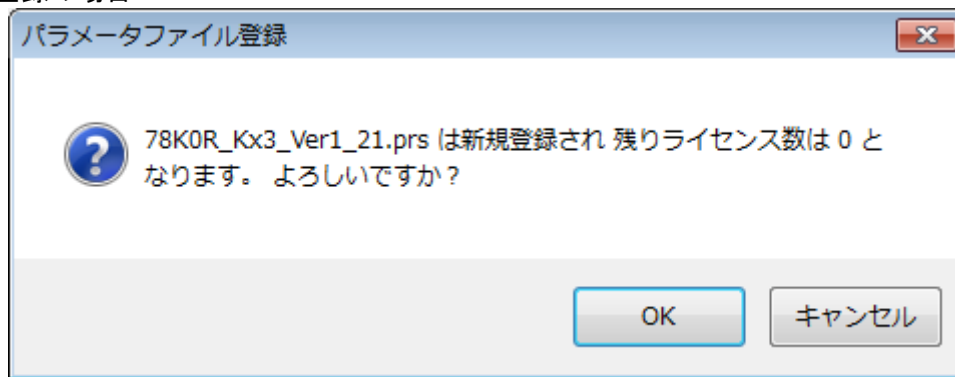 パラメータファイル登録
78K0R_Kx3_Ver1_21.prs は新規登録され 残りライセンス数は 0 と
なります。 よろしいですか？
OK
キャンセル